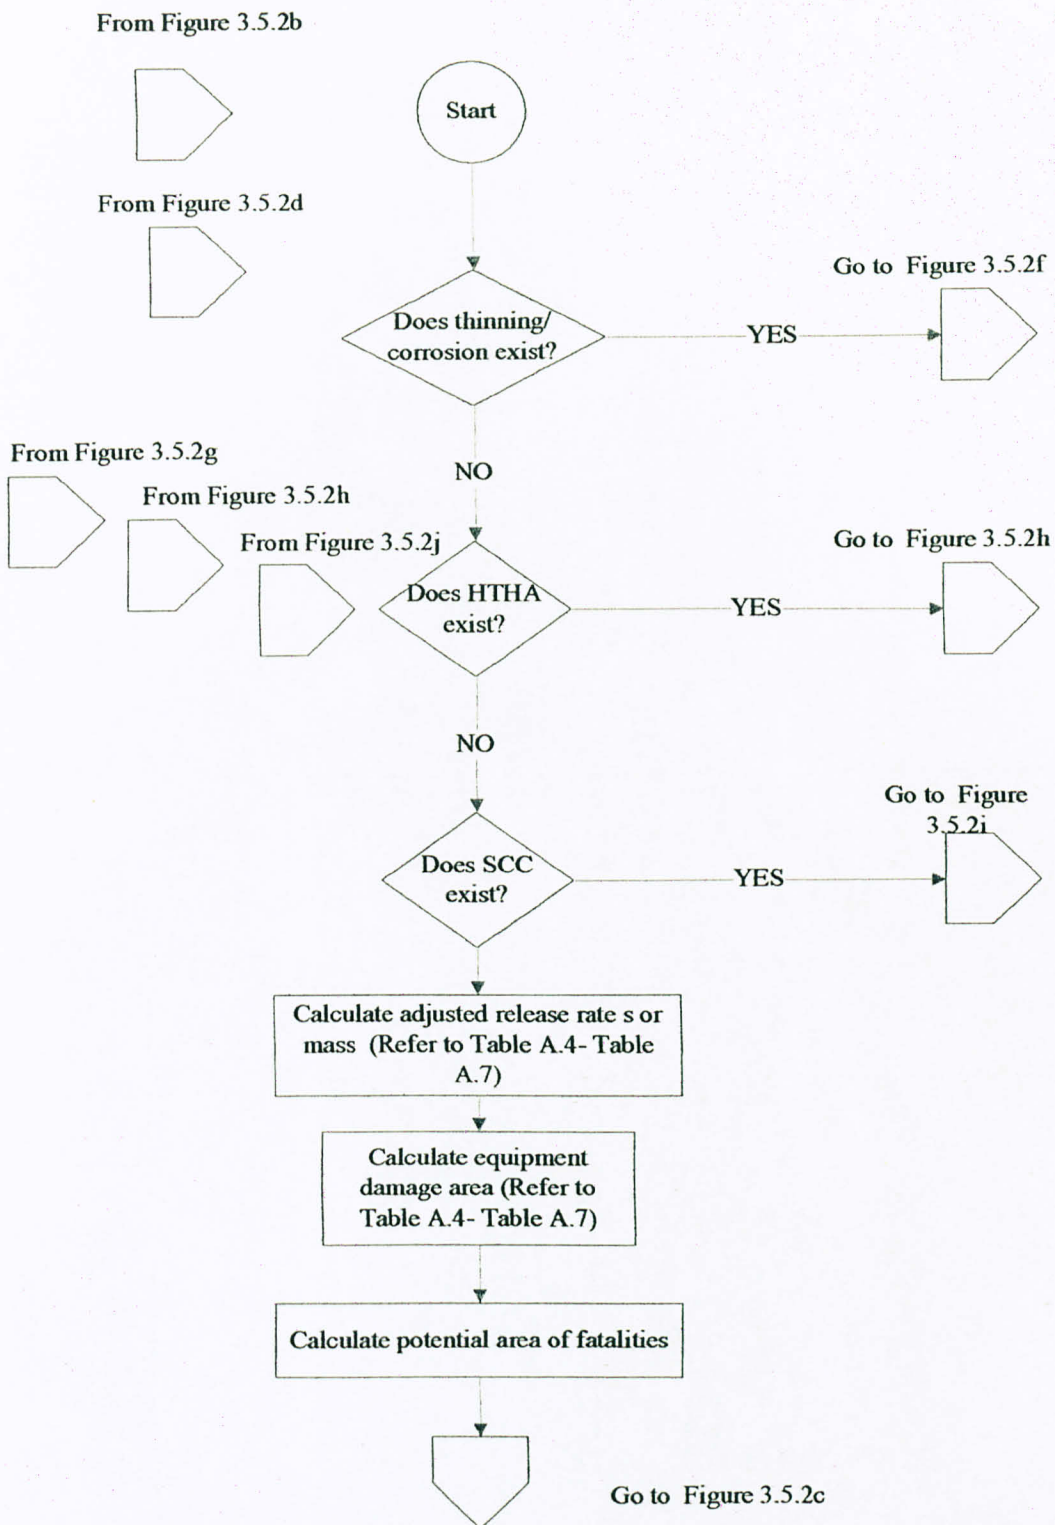 From Figure 3.5.2b
Start
From Figure 3.5.2d
Go to Figure 3.5.2f
Does thinning/
corrosion exist?
YES
NO
From Figure 3.5.2g
From Figure 3.5.2h
From Figure 3.5.2j
Go to Figure 3.5.2h
Does HTHA
exist?
YES
NO
Go to Figure
3.5.2i
Does SCC
exist?
YES
Calculate adjusted release rate s or
mass (Refer to Table A.4- Table
A.7)
Calculate equipment
damage area (Refer to
Table A.4- Table A.7)
Calculate potential area of fatalities
Go to Figure 3.5.2c